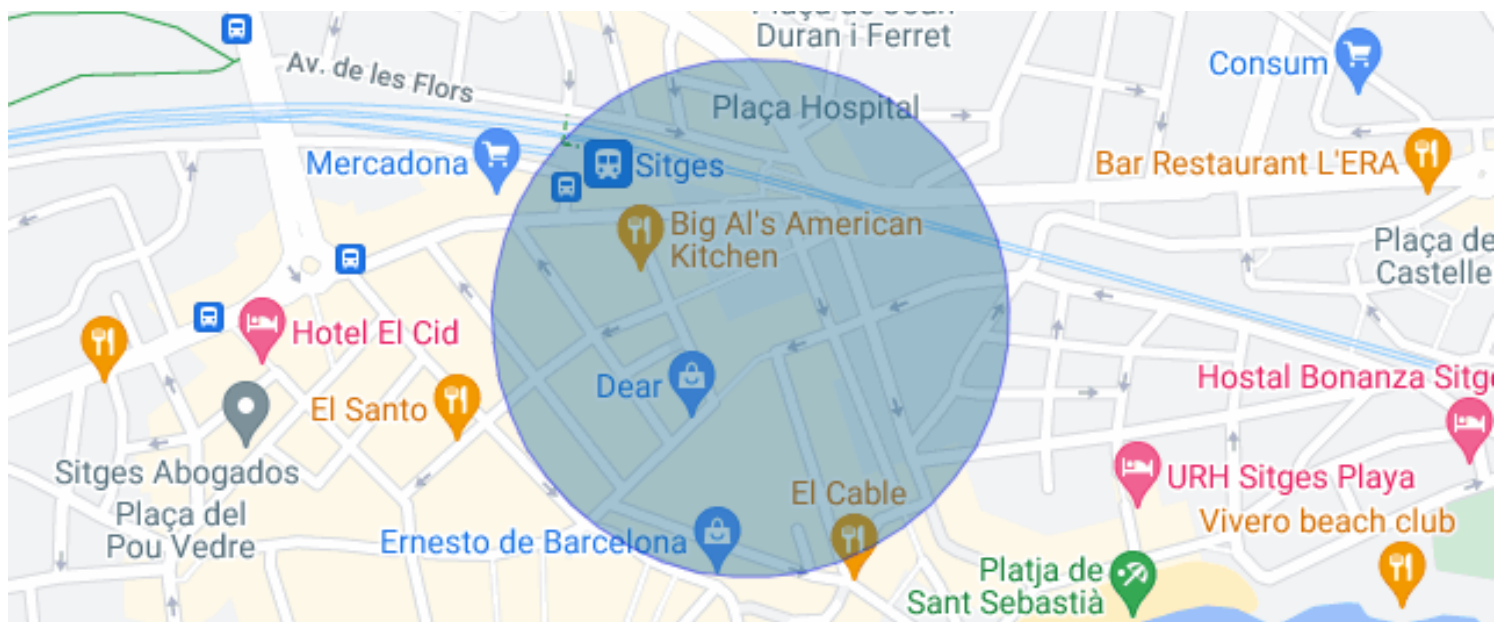 Duran i Ferret
Av. de les Flors
Consum
Plaça Hospital
Mercadona
Sitges
Bar Restaurant L'ERA
Big Al's American
Kitchen
Plaça de
Castelle
Hotel El Cid
Dear
Hostal Bonanza Sitg
El Santo
Sitges Abogados
El Cable
URH Sitges Playa
Plaça del
Pou Vedre
Ernesto de Barcelona
Vivero beach club
Platja de
Sant Sebastià